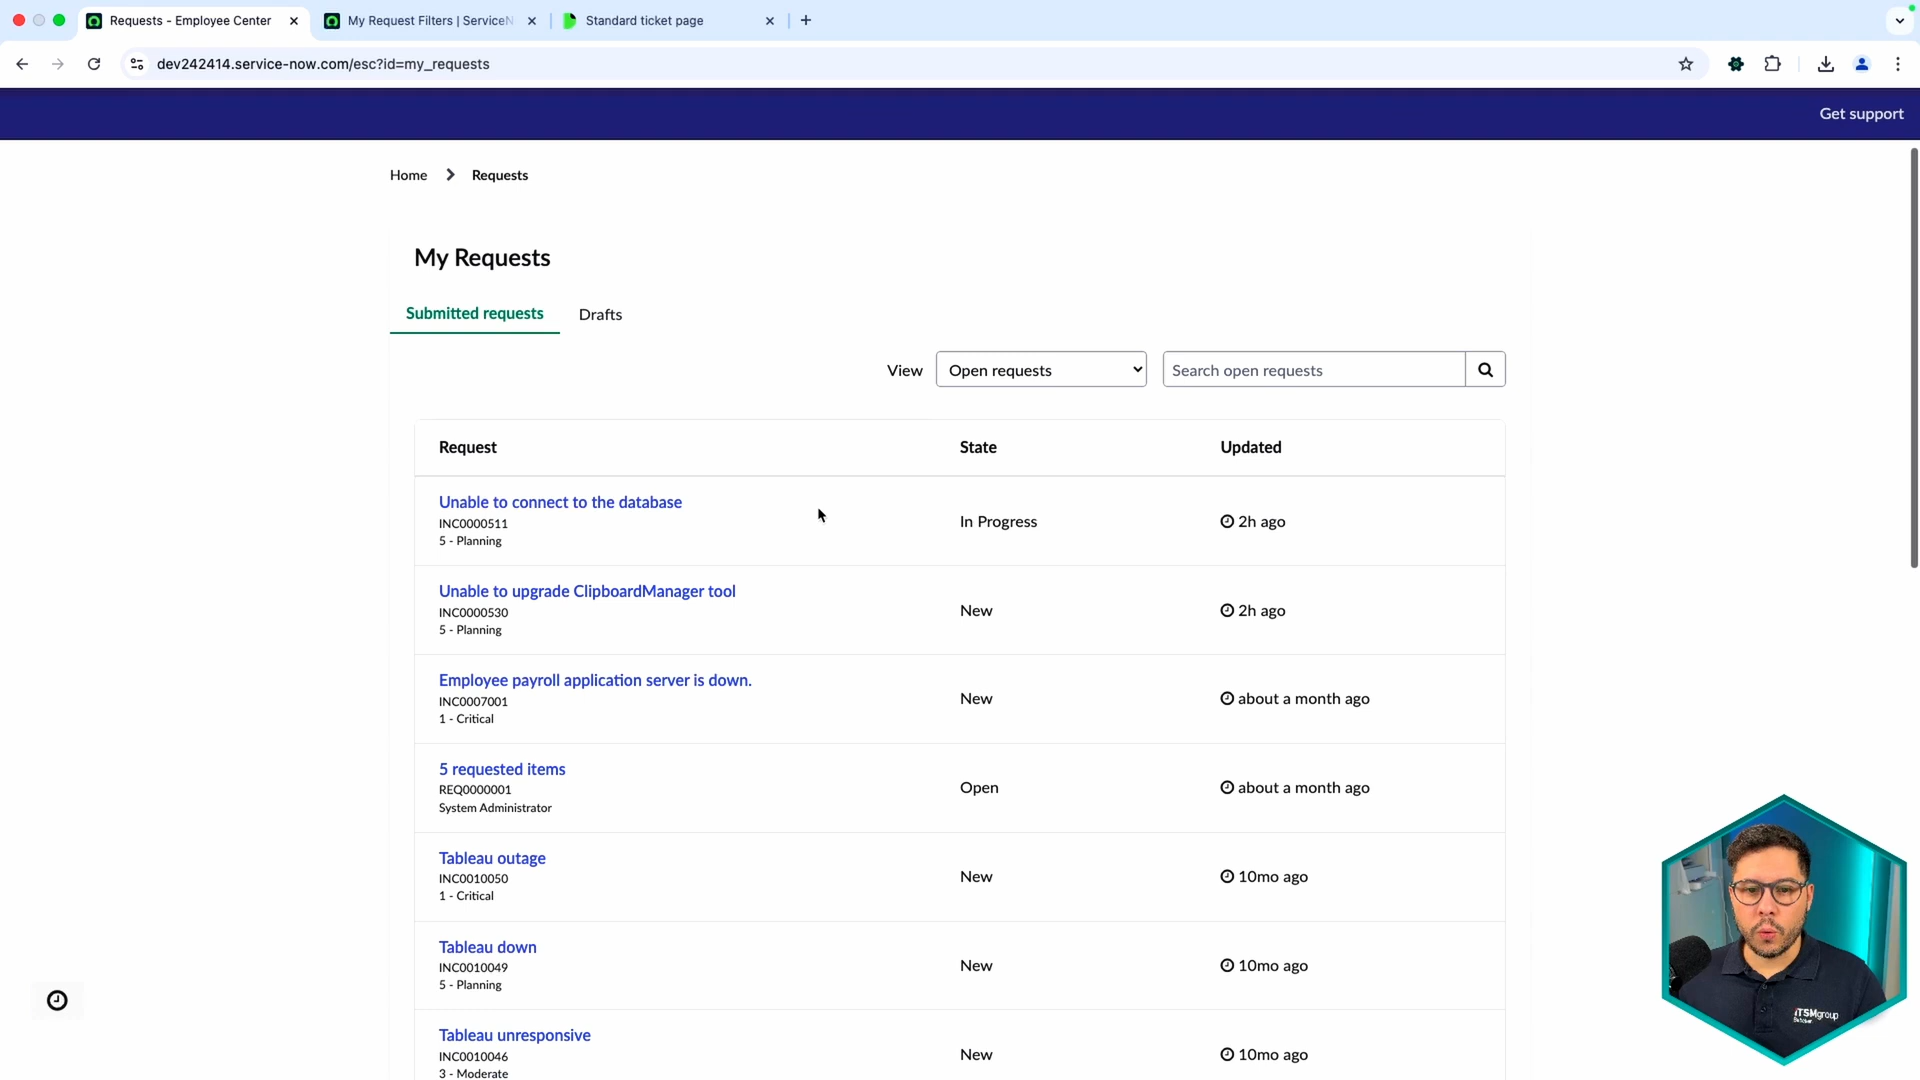 Requests - Employee Center
My Request Filters | ServiceN
Standard ticket page
dev242414.service-now.com/esc?id=my_requests
Get support
Home
Requests
My Requests
Submitted requests
Drafts
View
Open requests
Search open requests
Request
State
Updated
Unable to connect to the database
INC0000511
5 - Planning
In Progress
2h ago
Unable to upgrade ClipboardManager tool
INC0000530
5 - Planning
New
2h ago
Employee payroll application server is down.
INC0007001
1 - Critical
New
about a month ago
5 requested items
REQ0000001
System Administrator
Open
about a month ago
Tableau outage
INC0010050
1 - Critical
New
10mo ago
Tableau down
INC0010049
5 - Planning
New
10mo ago
Tableau unresponsive
INC0010046
3 - Moderate
New
10mo ago
iTSMgroup